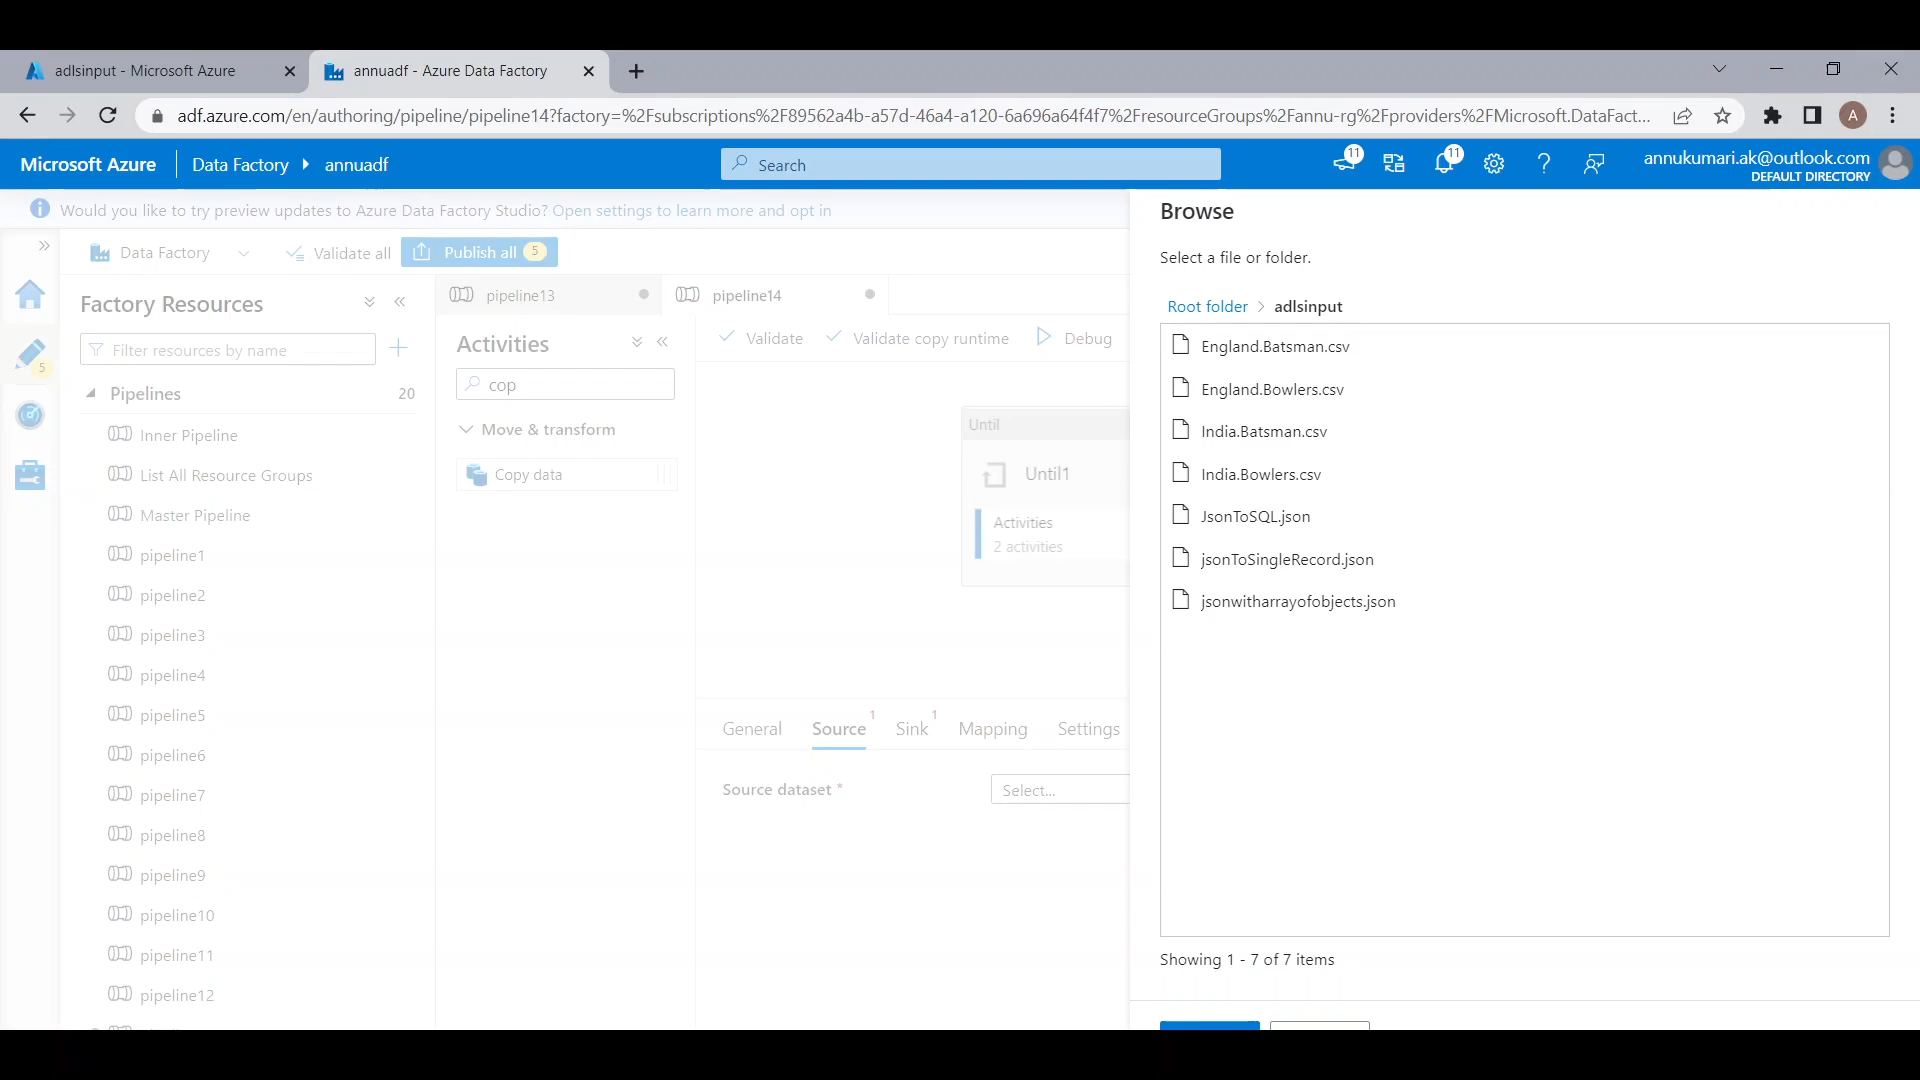 adlsinput - Microsoft Azure
annuadf - Azure Data Factory
adf.azure.com/en/authoring/pipeline/pipeline14?factory=%2Fsubscriptions%2F89562a4b-a57d-46a4-a120-6a696a64f4f7%2FresourceGroups%2Fannu-rg%2Fproviders%2FMicrosoft.DataFact...
A
Microsoft Azure
Data Factory
annuadf
Search
11
11
annukumari.ak@outlook.com
DEFAULT DIRECTORY
Would you like to try preview updates to Azure Data Factory Studio? Open settings to learn more and opt in
Data Factory
Validate all
Publish all 5
5
Factory Resources
Filter resources by name
Pipelines 20
Inner Pipeline
List All Resource Groups
Master Pipeline
pipeline1
pipeline2
pipeline3
pipeline4
pipeline5
pipeline6
pipeline7
pipeline8
pipeline9
pipeline10
pipeline11
pipeline12
pipeline13
pipeline14
Activities
cop
Move & transform
Copy data
Validate
Validate copy runtime
Debug
Until
Until1
Activities
2 activities
General
Source 1
Sink 1
Mapping
Settings
Source dataset *
Select...
Browse
Select a file or folder.
Root folder > adlsinput
England.Batsman.csv
England.Bowlers.csv
India.Batsman.csv
India.Bowlers.csv
JsonToSQL.json
jsonToSingleRecord.json
jsonwitharrayofobjects.json
Showing 1 - 7 of 7 items